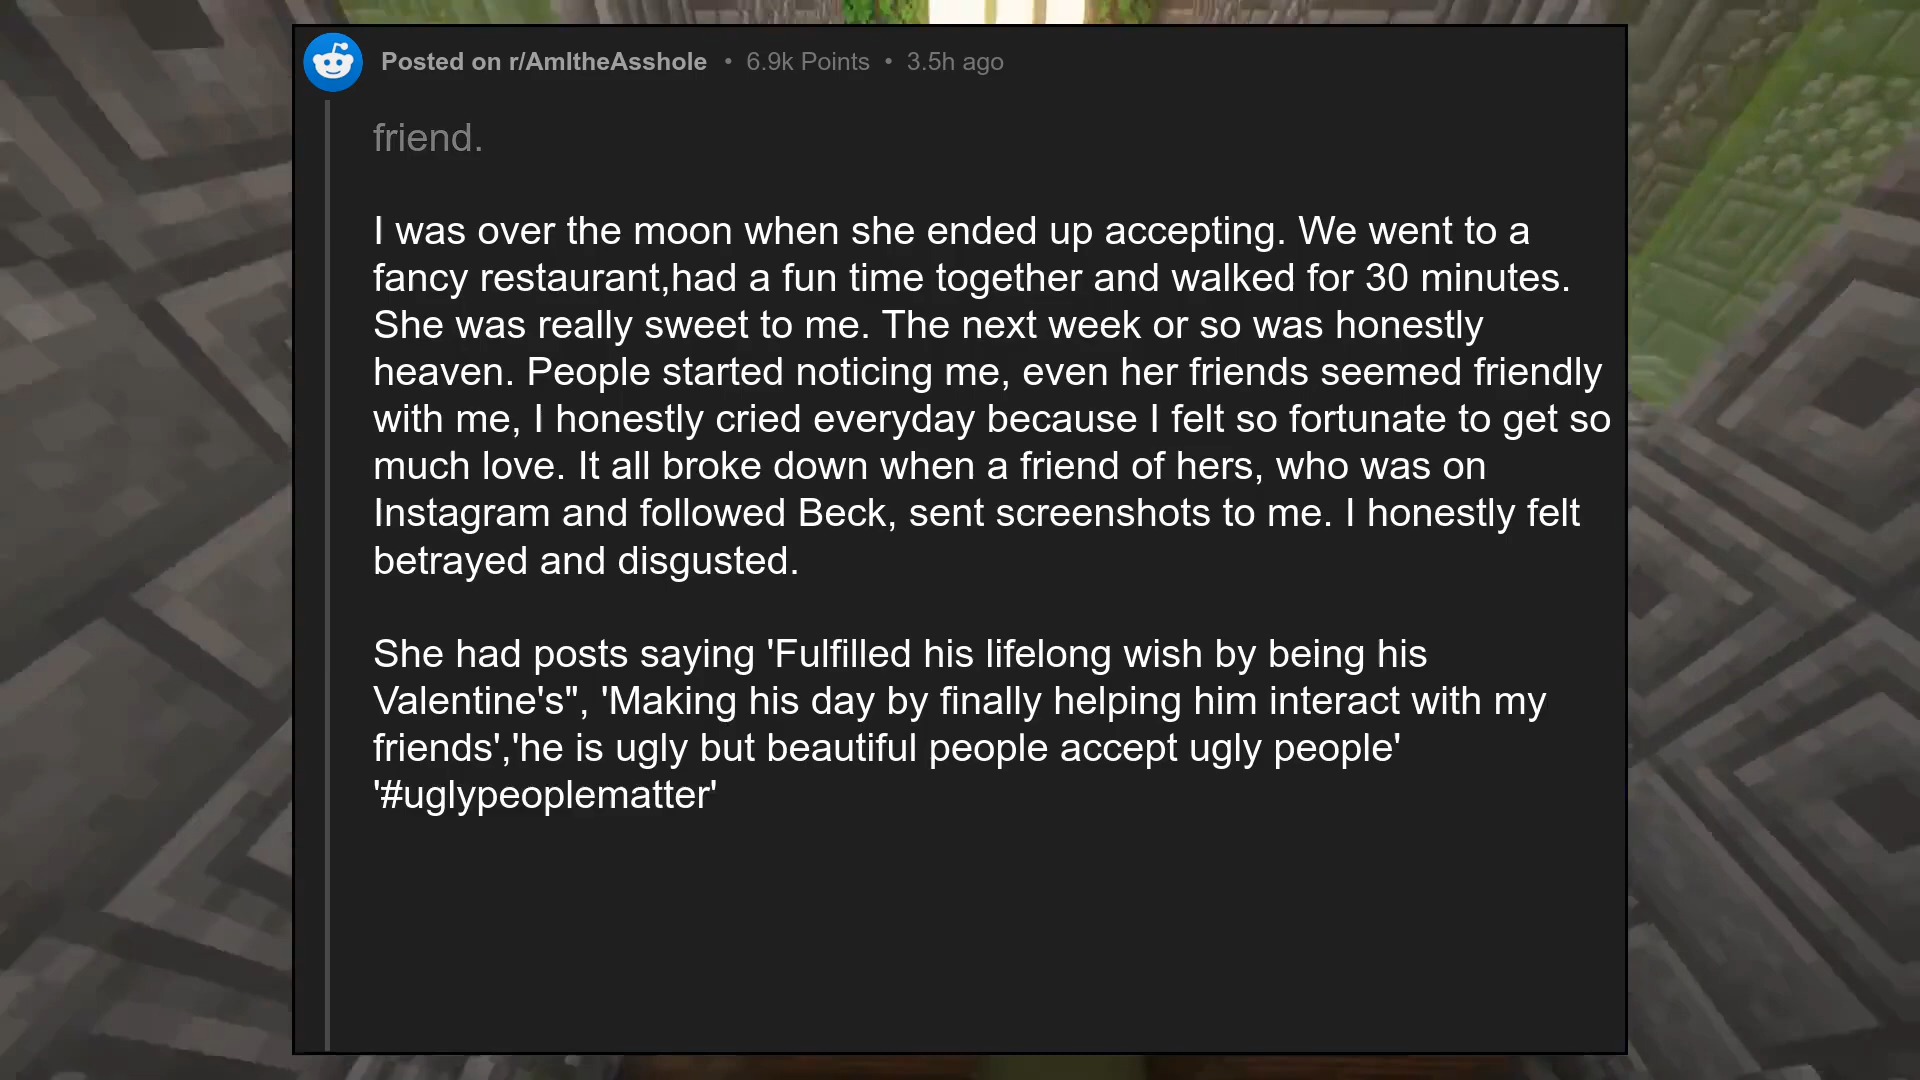 Posted on r/AmItheAsshole • 6.9k Points • 3.5h ago
friend.
I was over the moon when she ended up accepting. We went to a
fancy restaurant,had a fun time together and walked for 30 minutes.
She was really sweet to me. The next week or so was honestly
heaven. People started noticing me, even her friends seemed friendly
with me, I honestly cried everyday because I felt so fortunate to get so
much love. It all broke down when a friend of hers, who was on
Instagram and followed Beck, sent screenshots to me. I honestly felt
betrayed and disgusted.
She had posts saying 'Fulfilled his lifelong wish by being his
Valentine's", 'Making his day by finally helping him interact with my
friends','he is ugly but beautiful people accept ugly people'
'#uglypeoplematter'